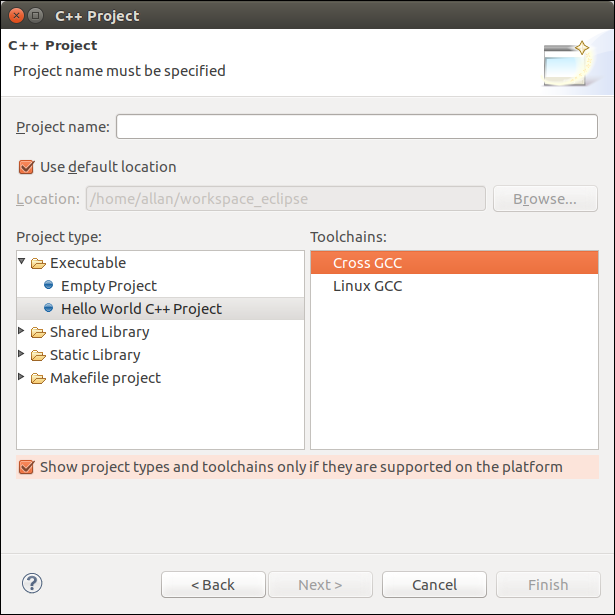 C++ Project
C++ Project
Project name must be specified
Project name:
Use default location
Location: /home/allan/workspace_eclipse Browse...
Project type: Toolchains:
Executable Cross GCC
Empty Project Linux GCC
Hello World C++ Project
Shared Library
Static Library
Makefile project
Show project types and toolchains only if they are supported on the platform
? < Back Next > Cancel Finish